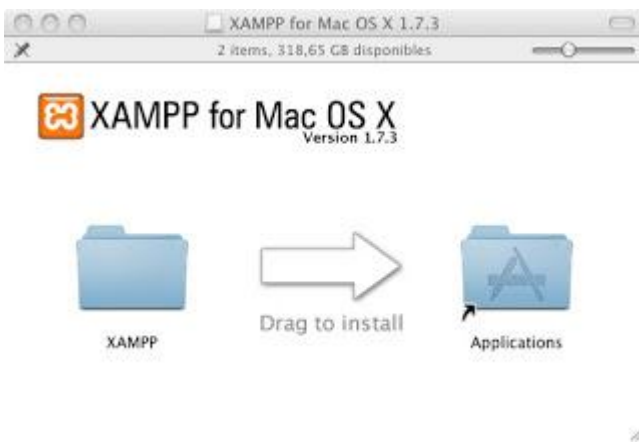 XAMPP for Mac OS X 1.7.3
2 items, 318,65 GB disponibles
XAMPP for Mac OS X
Version 1.7.3
Drag to install
XAMPP
Applications